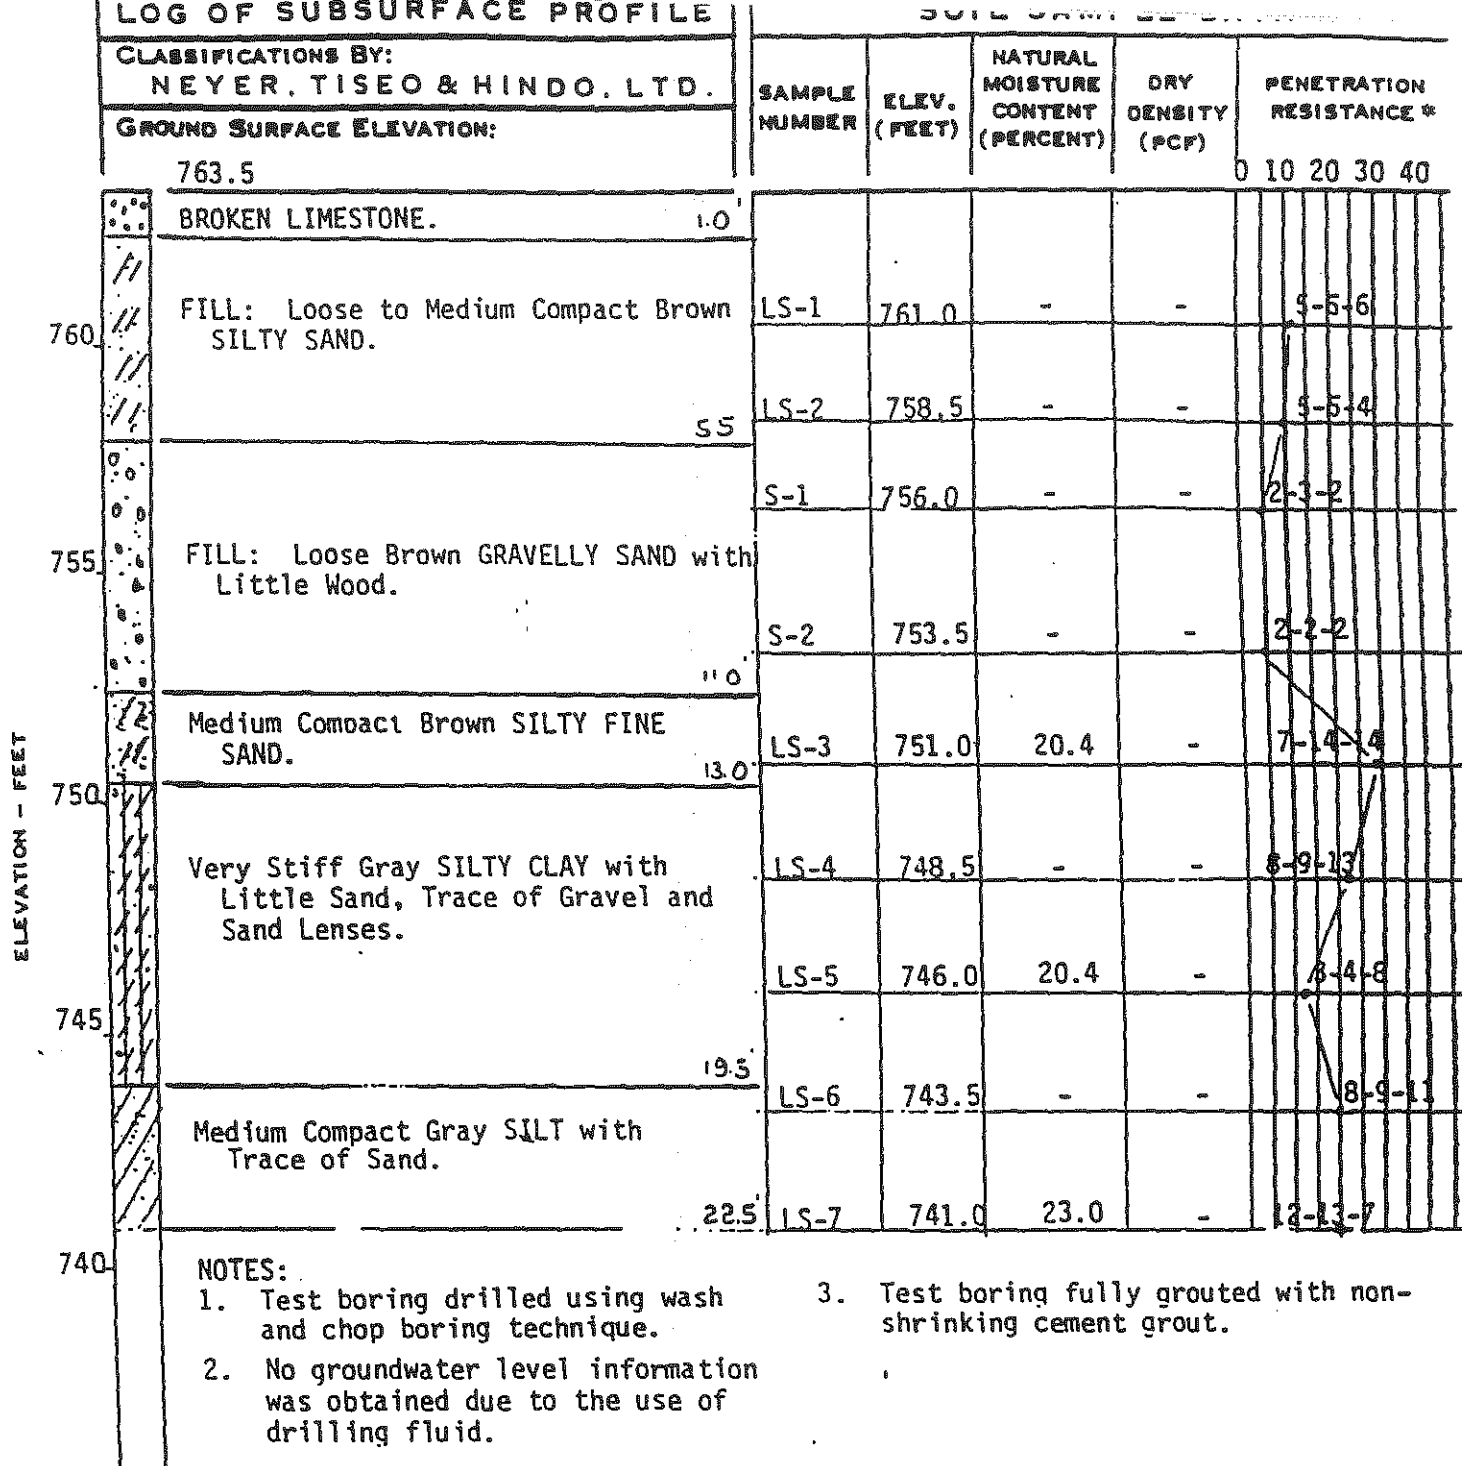 LOG OF SUBSURFACE PROFILE
CLASSIFICATIONS BY:
NEYER, TISEO & HINDO, LTD.
GROUND SURFACE ELEVATION:
763.5
SAMPLE NUMBER
ELEV. (FEET)
NATURAL MOISTURE CONTENT (PERCENT)
DRY DENSITY (PCF)
PENETRATION RESISTANCE *
0 10 20 30 40
BROKEN LIMESTONE. 1.0'
FILL: Loose to Medium Compact Brown
SILTY SAND.
5.5
LS-1 761.0 - - 5-5-6
760
LS-2 758.5 - - 5-5-4
S-1 756.0 - - 2-3-2
FILL: Loose Brown GRAVELLY SAND with
Little Wood.
755
S-2 753.5 - - 2-2-2
11.0'
Medium Compact Brown SILTY FINE
SAND.
13.0'
LS-3 751.0 20.4 - 7-14-14
750
Very Stiff Gray SILTY CLAY with
Little Sand, Trace of Gravel and
Sand Lenses.
LS-4 748.5 - - 8-9-13
LS-5 746.0 20.4 - 3-4-8
745
19.5'
LS-6 743.5 - - 8-9-11
Medium Compact Gray SILT with
Trace of Sand.
22.5'
LS-7 741.0 23.0 - 12-13-7
740
ELEVATION - FEET
NOTES:
1. Test boring drilled using wash
and chop boring technique.
2. No groundwater level information
was obtained due to the use of
drilling fluid.
3. Test boring fully grouted with non-
shrinking cement grout.